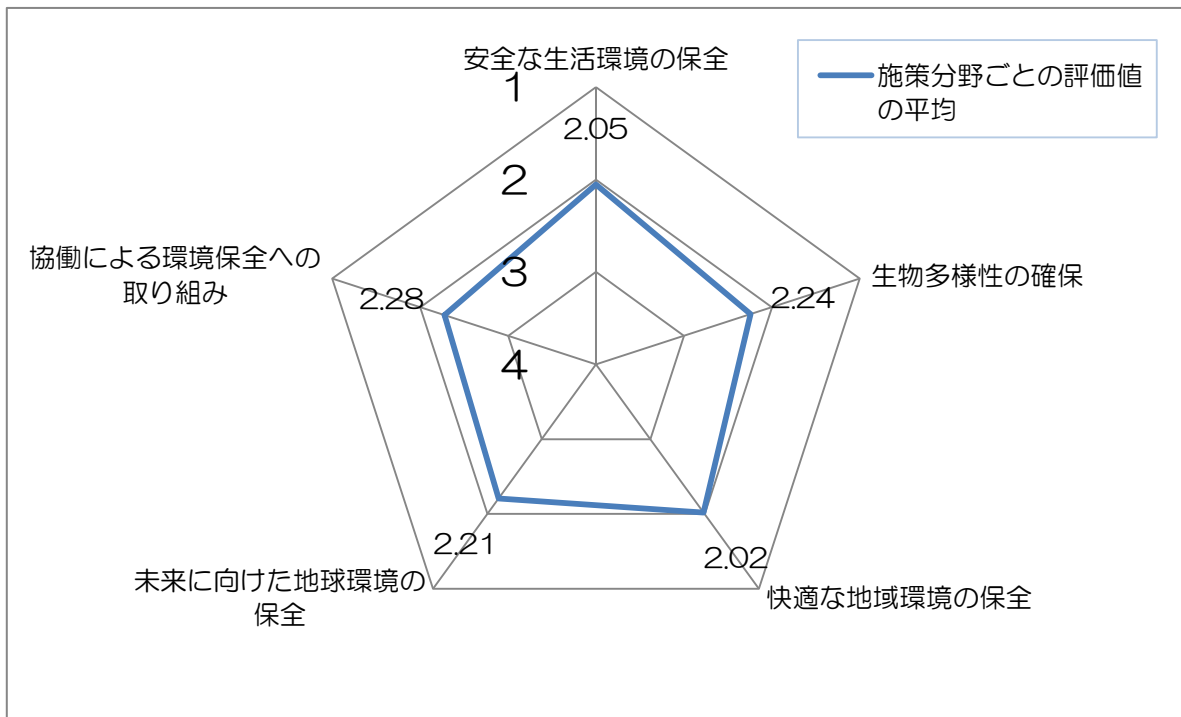 安全な生活環境の保全
施策分野ごとの評価値
の平均
1
2.05
2
協働による環境保全への
取り組み
3
生物多様性の確保
2.28
2.24
4
2.21
2.02
未来に向けた地球環境の
保全
快適な地域環境の保全